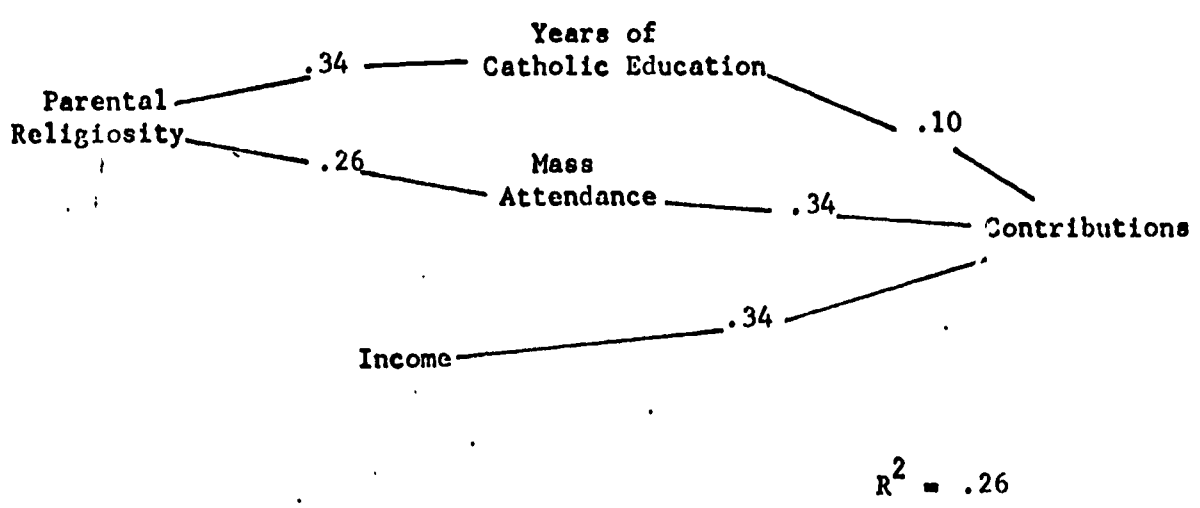 Years of
Catholic Education
.34
Parental
Religiosity
.10
.26
Mass
Attendance
.34
Contributions
.34
Income
R² = .26